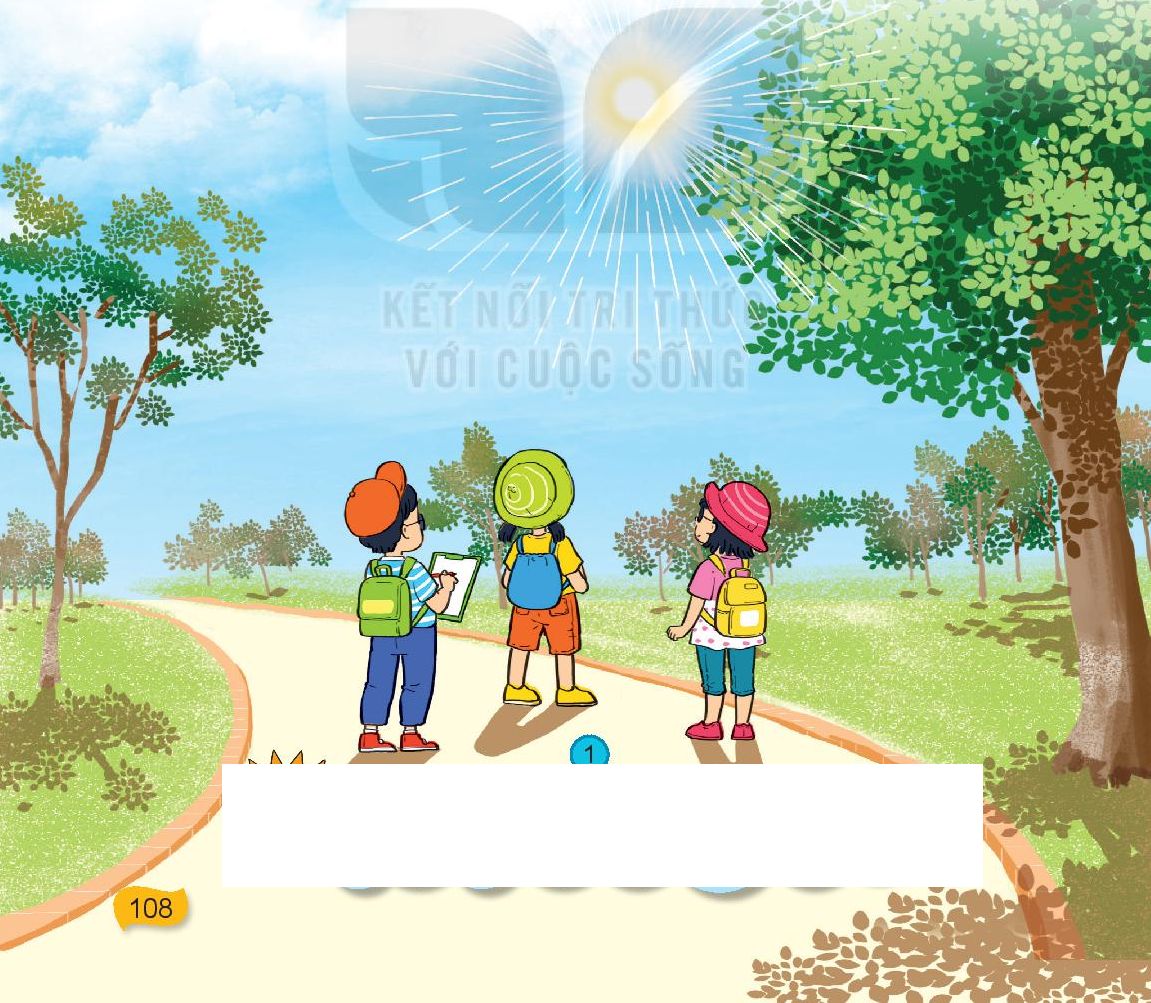 KẾT NỐI TRI THỨC
VỚI CUỘC SỐNG
1
108